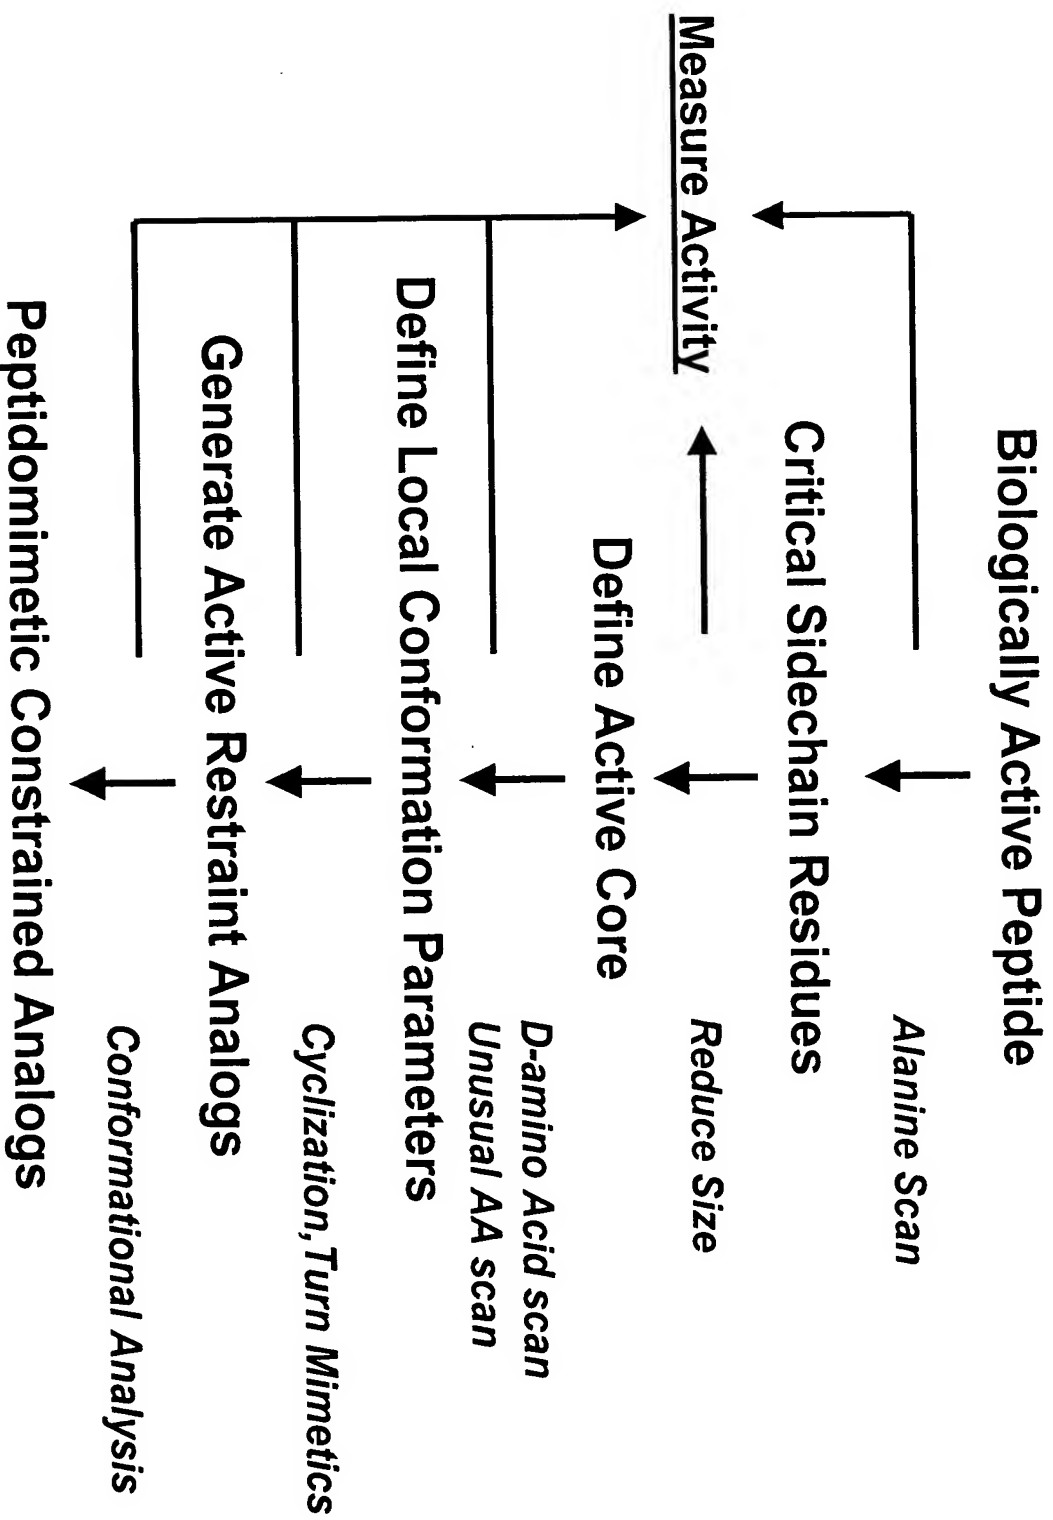 Biologically Active Peptide
Alanine Scan
Critical Sidechain Residues
Measure Activity
Reduce Size
Define Active Core
D-amino Acid scan
Unusual AA scan
Define Local Conformation Parameters
Cyclization, Turn Mimetics
Generate Active Restraint Analogs
Conformational Analysis
Peptidomimetic Constrained Analogs